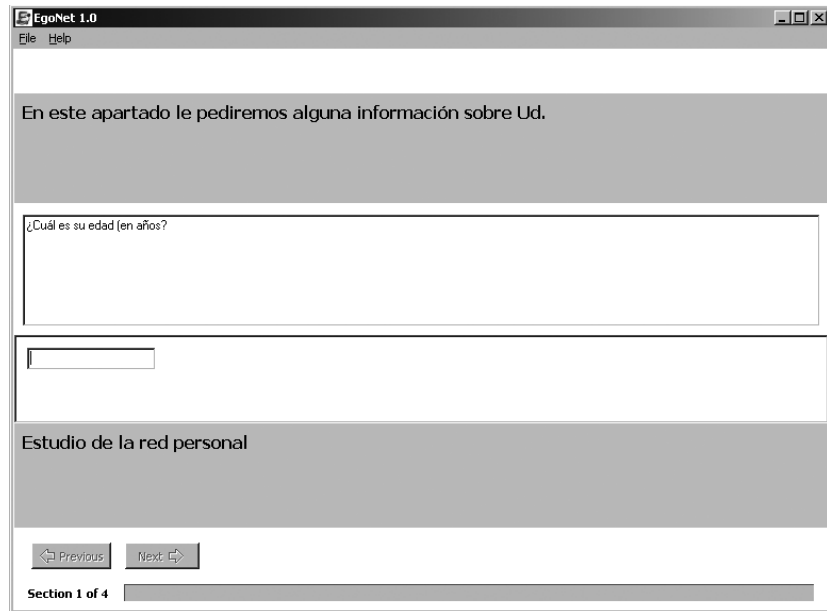 EgoNet 1.0
File Help
En este apartado le pediremos alguna información sobre Ud.
¿Cuál es su edad (en años?
Estudio de la red personal
Previous Next
Section 1 of 4